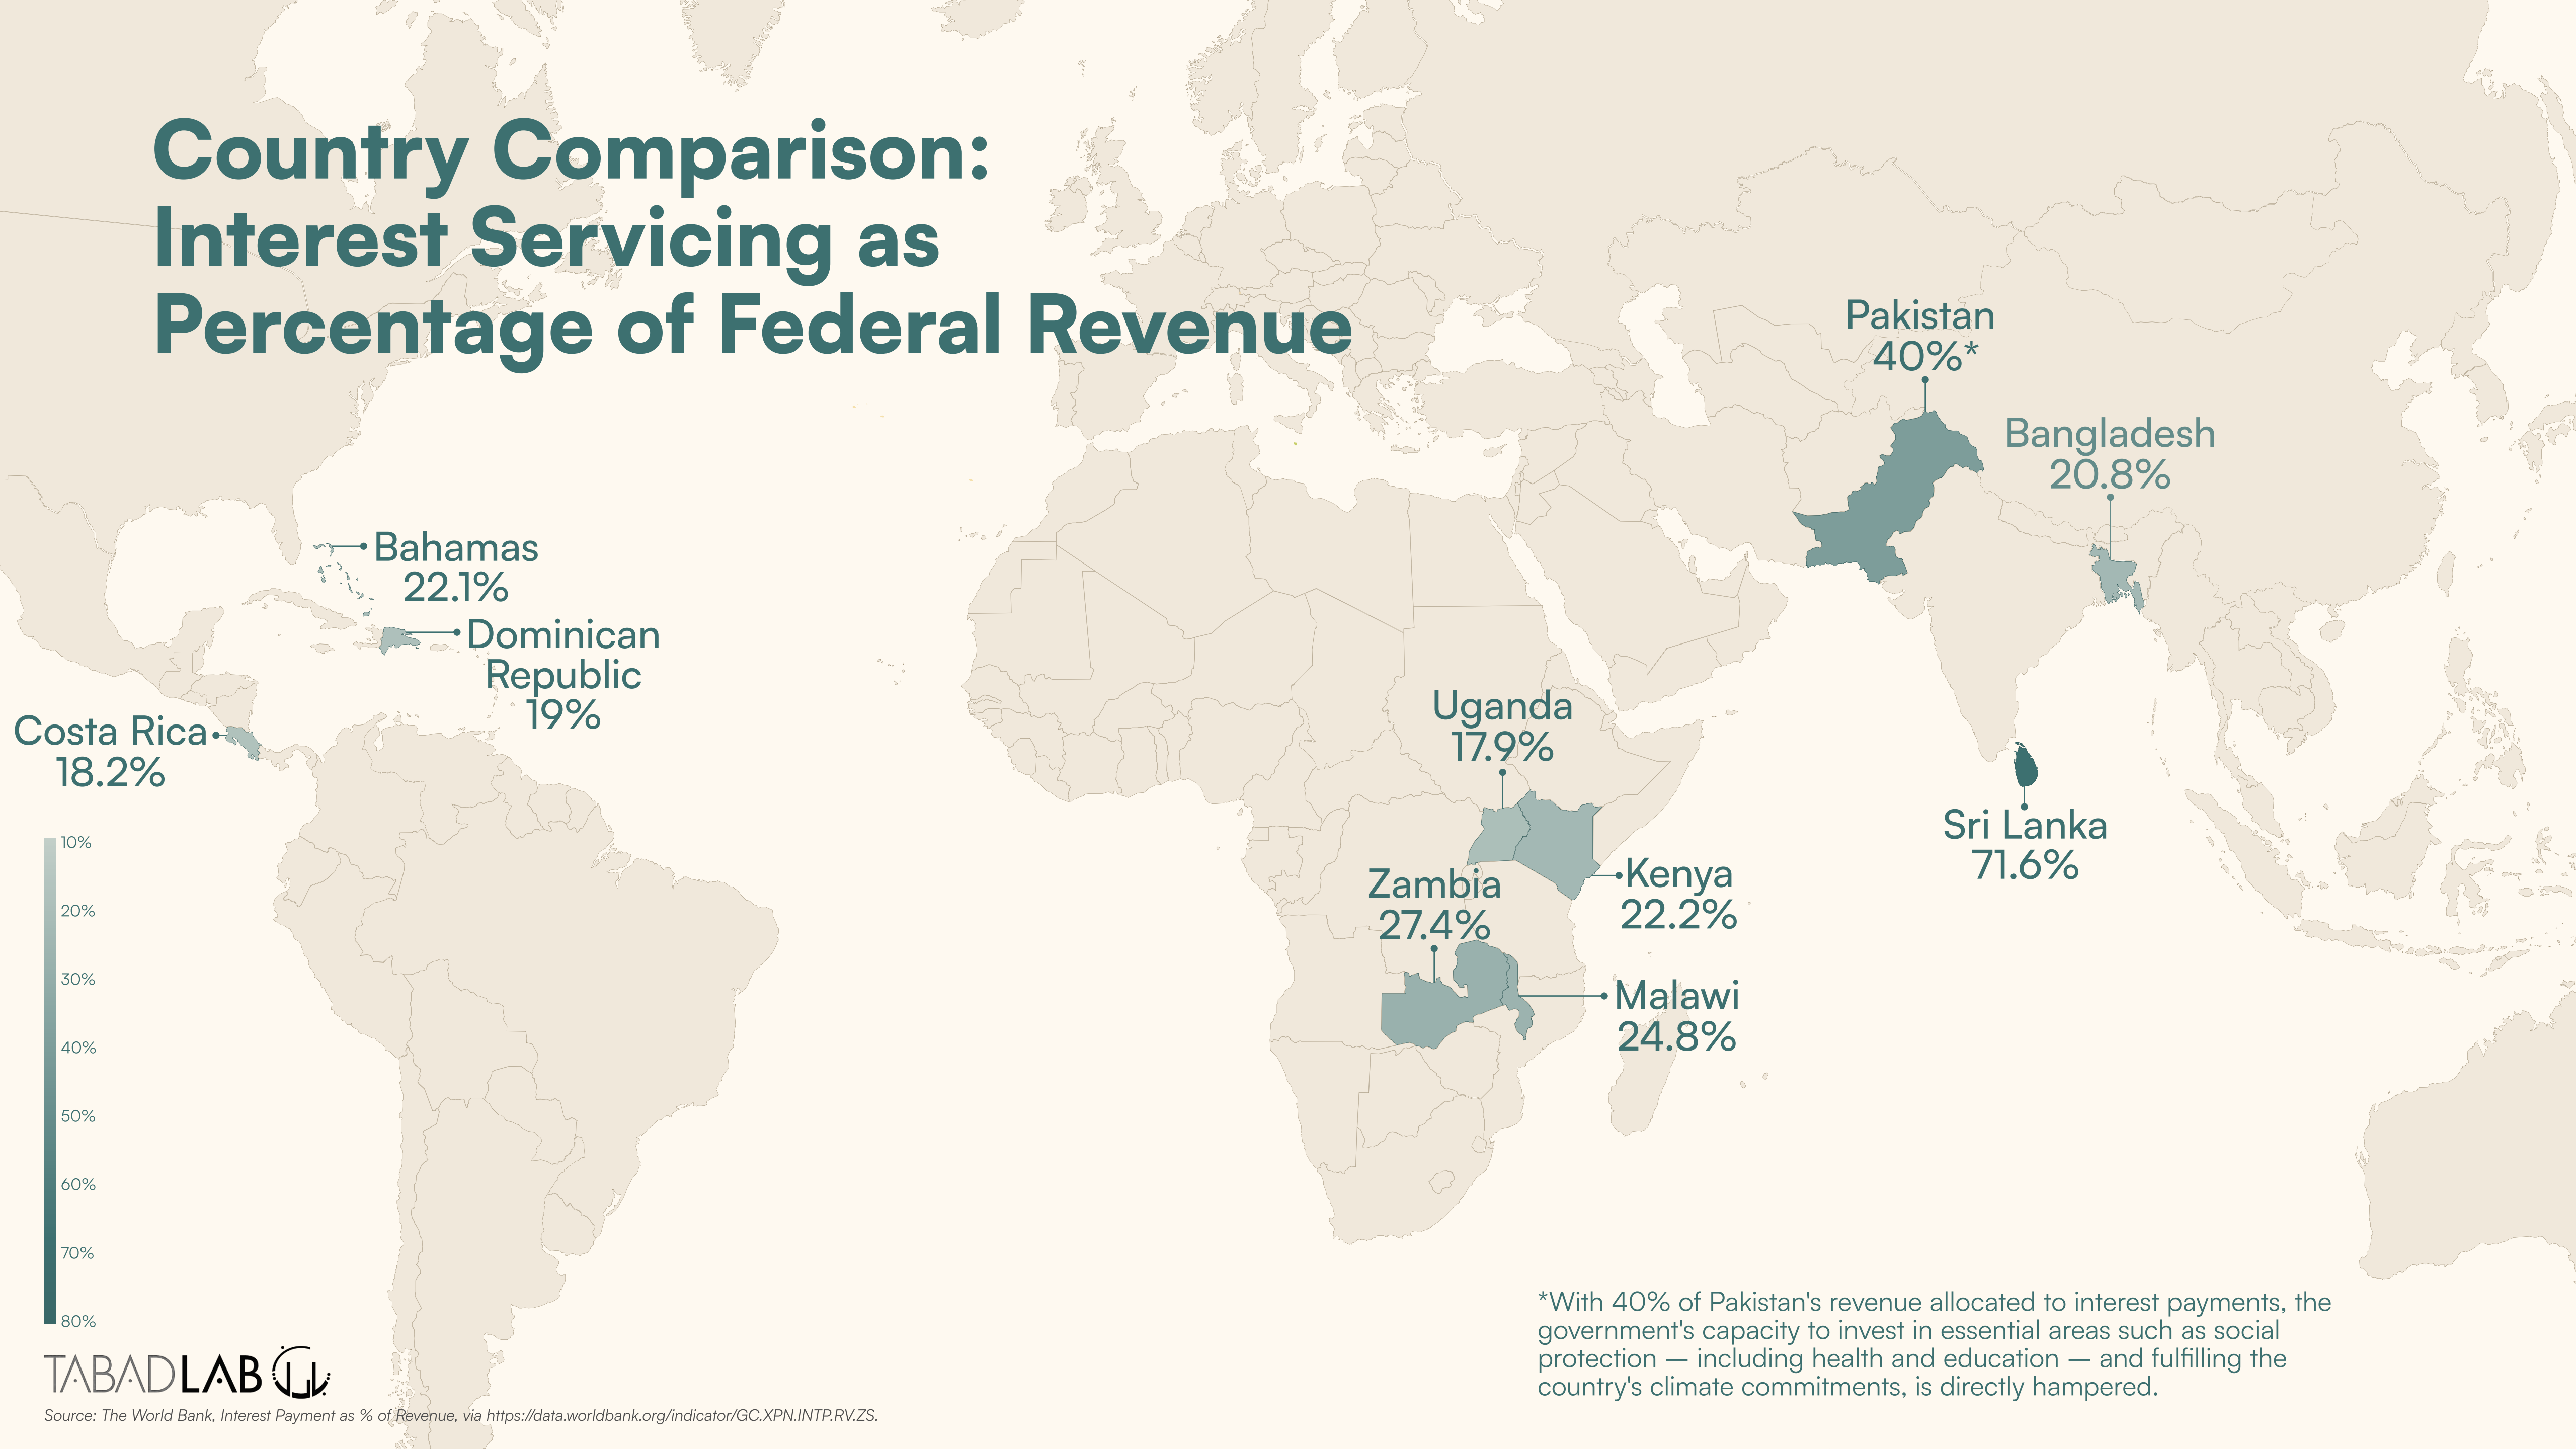 Country Comparison:
Interest Servicing as
Percentage of Federal Revenue
Pakistan
40%*
Bangladesh
20.8%
Bahamas
22.1%
Dominican
Republic
19%
Costa Rica
18.2%
Uganda
17.9%
Kenya
22.2%
Zambia
27.4%
Malawi
24.8%
Sri Lanka
71.6%
10%
20%
30%
40%
50%
60%
70%
80%
*With 40% of Pakistan's revenue allocated to interest payments, the
government's capacity to invest in essential areas such as social
protection — including health and education — and fulfilling the
country's climate commitments, is directly hampered.
TABADLAB
Source: The World Bank, Interest Payment as % of Revenue, via https://data.worldbank.org/indicator/GC.XPN.INTP.RV.ZS.